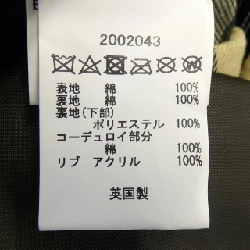 2002043
表地 綿 100%
裏地 綿 100%
裏地(下部)
ポリエステル 100%
コーデュロイ部分
綿 100%
リブ アクリル 100%
英国製